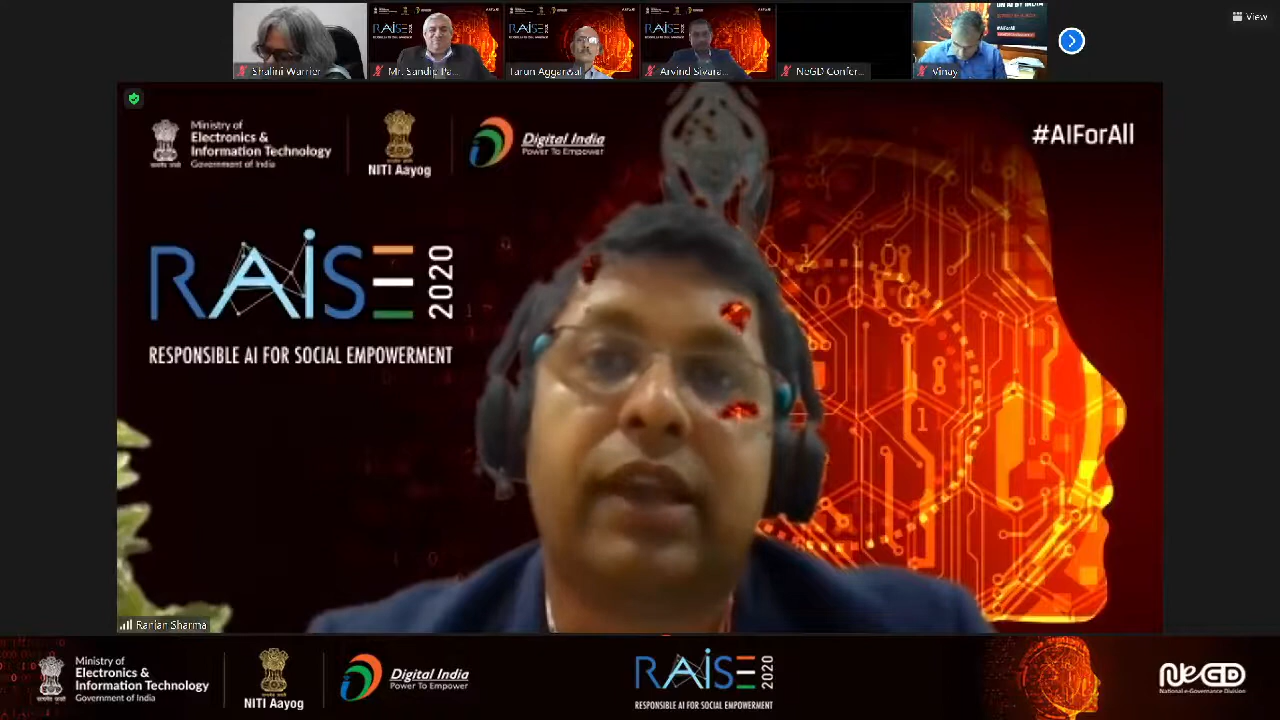 View
Shalini Warrier
Mr. Sandip Pa...
Tarun Aggarwal
Arvind Sivara...
NeGD Confer...
Vinay
Ministry of
Electronics &
Information Technology
Government of India
NITI Aayog
Digital India
Power To Empower
#AIForAll
RAISE 2020
RESPONSIBLE AI FOR SOCIAL EMPOWERMENT
Ranjan Sharma
Ministry of
Electronics &
Information Technology
Government of India
NITI Aayog
Digital India
Power To Empower
RAISE 2020
RESPONSIBLE AI FOR SOCIAL EMPOWERMENT
NeGD
National e-Governance Division